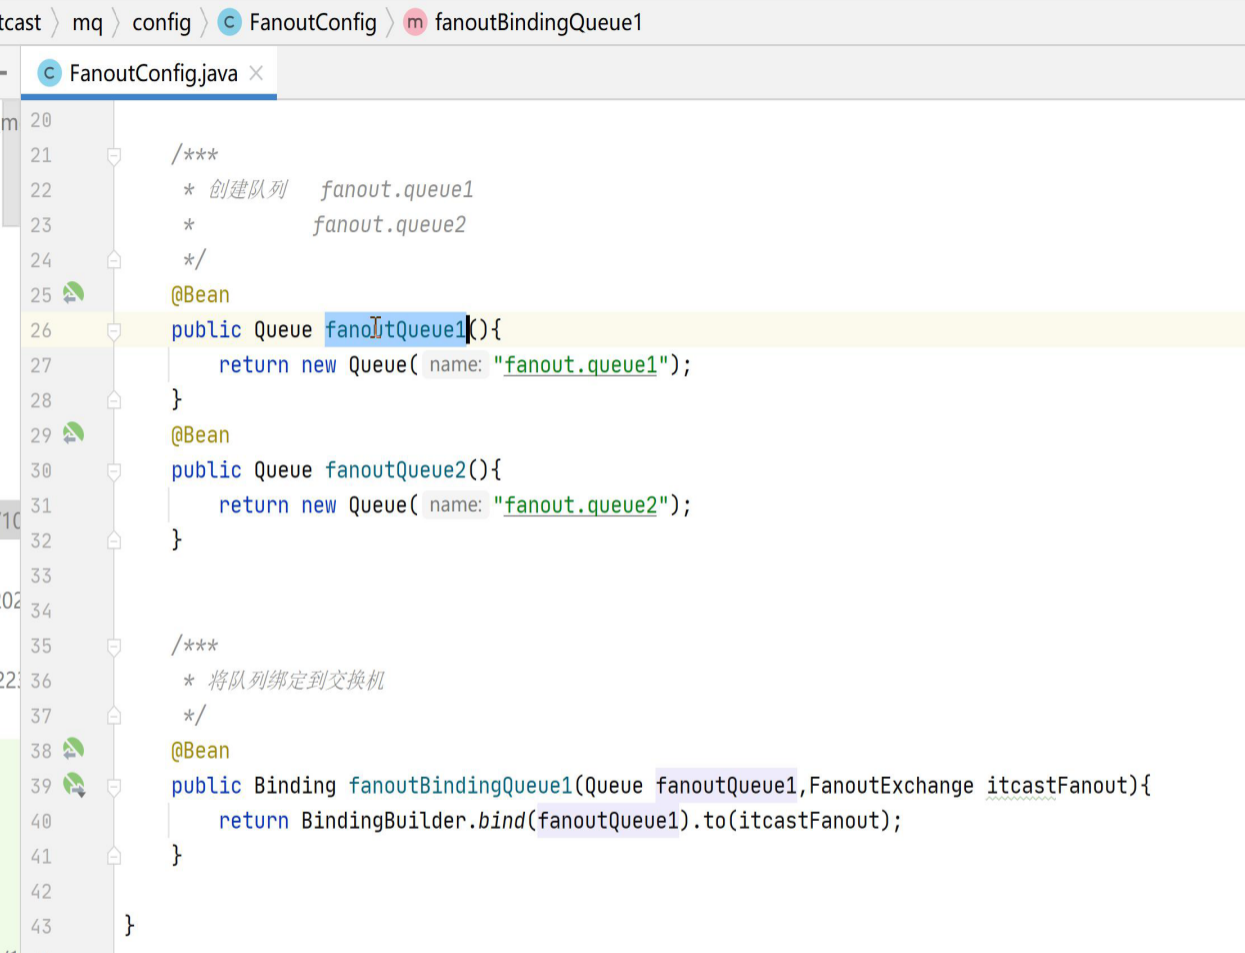 tcast mq config C FanoutConfig m fanoutBindingQueue1
C FanoutConfig.java
20
21 /***
22 * 创建队列 fanout.queue1
23 * fanout.queue2
24 */
25 @Bean
26 public Queue fanoutQueue1(){
27 return new Queue( name: "fanout.queue1");
28 }
29 @Bean
30 public Queue fanoutQueue2(){
31 return new Queue( name: "fanout.queue2");
32 }
33
34
35 /***
36 * 将队列绑定到交换机
37 */
38 @Bean
39 public Binding fanoutBindingQueue1(Queue fanoutQueue1,FanoutExchange itcastFanout){
40 return BindingBuilder.bind(fanoutQueue1).to(itcastFanout);
41 }
42
43 }